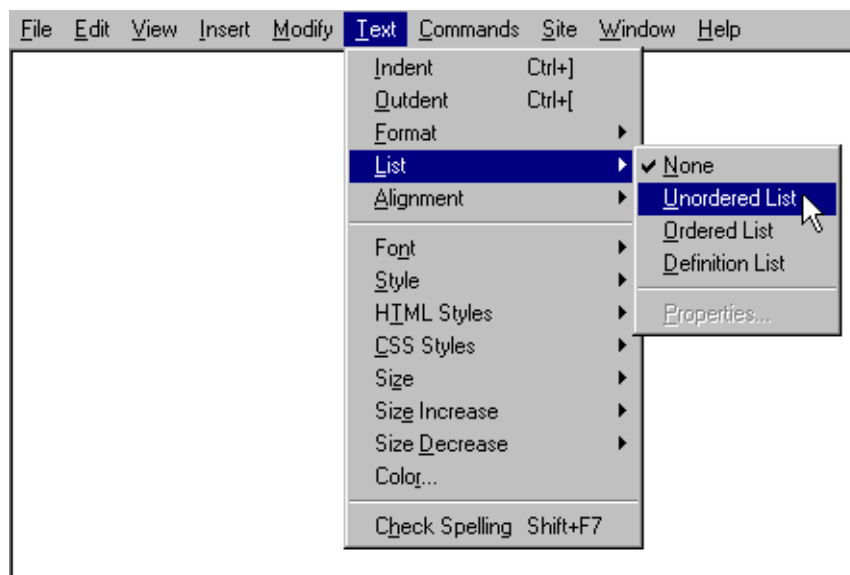 File Edit View Insert Modify Text Commands Site Window Help
Indent Ctrl+]
Outdent Ctrl+[
Format
List
Alignment
Font
Style
HTML Styles
CSS Styles
Size
Size Increase
Size Decrease
Color...
Check Spelling Shift+F7
None
Unordered List
Ordered List
Definition List
Properties...